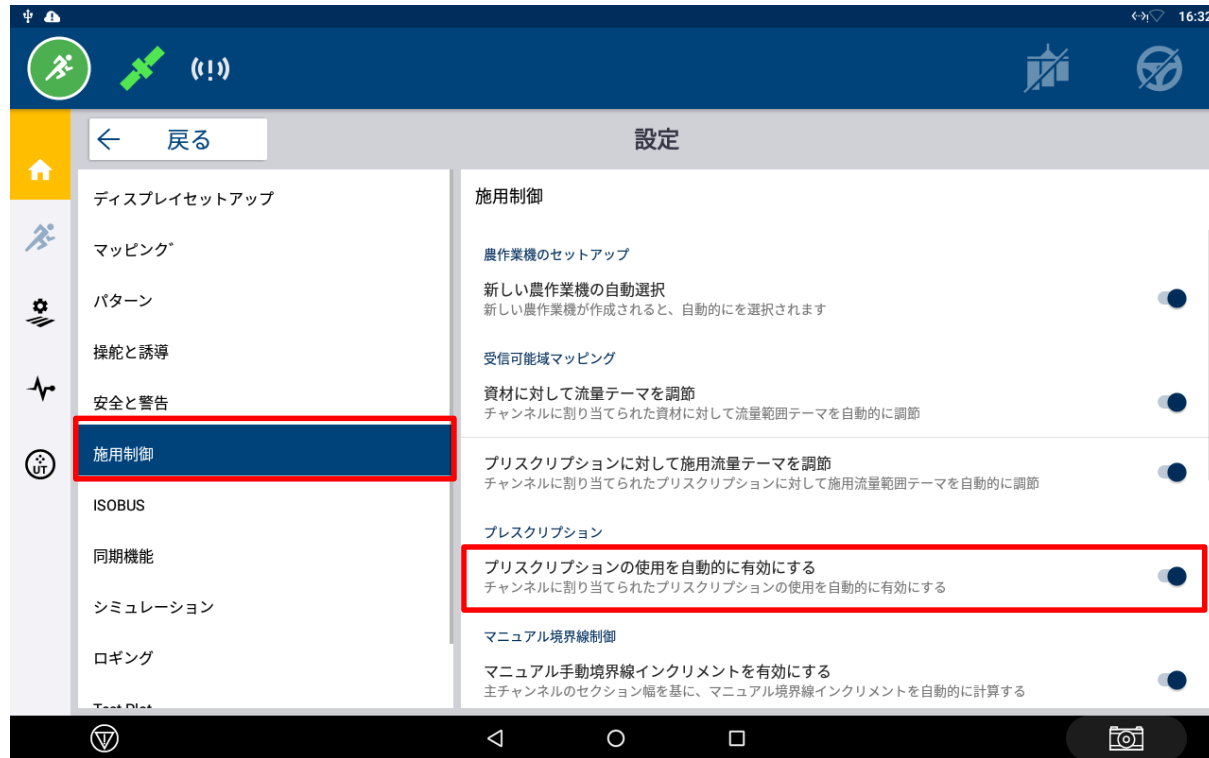 16:32
戻る
設定
ディスプレイセットアップ
マッピング
パターン
操舵と誘導
安全と警告
施用制御
ISOBUS
同期機能
シミュレーション
ロギング
施用制御
農作業機のセットアップ
新しい農作業機の自動選択
新しい農作業機が作成されると、自動的にを選択されます
受信可能域マッピング
資材に対して流量テーマを調節
チャンネルに割り当てられた資材に対して流量範囲テーマを自動的に調節
プリスクリプションに対して施用流量テーマを調節
チャンネルに割り当てられたプリスクリプションに対して施用流量範囲テーマを自動的に調節
プレスクリプション
プリスクリプションの使用を自動的に有効にする
チャンネルに割り当てられたプリスクリプションの使用を自動的に有効にする
マニュアル境界線制御
マニュアル手動境界線インクリメントを有効にする
主チャンネルのセクション幅を基に、マニュアル境界線インクリメントを自動的に計算する
UT